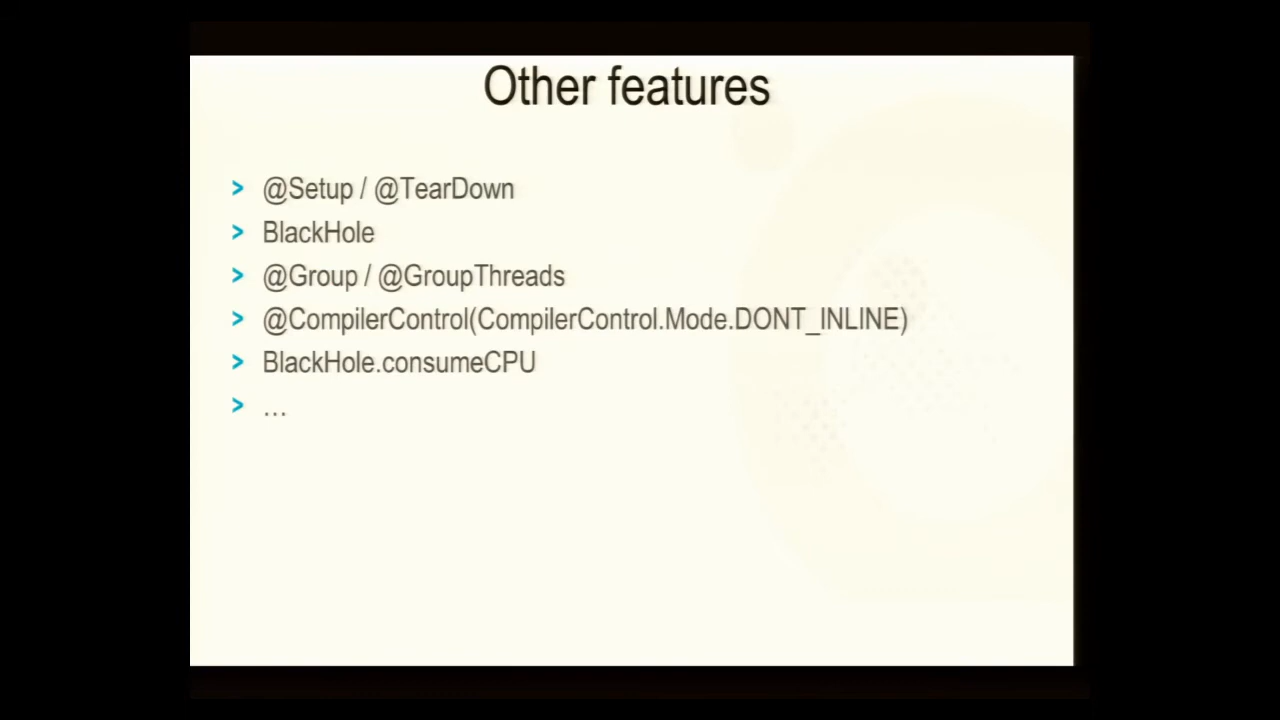 Other features
> @Setup / @TearDown
> BlackHole
> @Group / @GroupThreads
> @CompilerControl(CompilerControl.Mode.DONT_INLINE)
> BlackHole.consumeCPU
> …